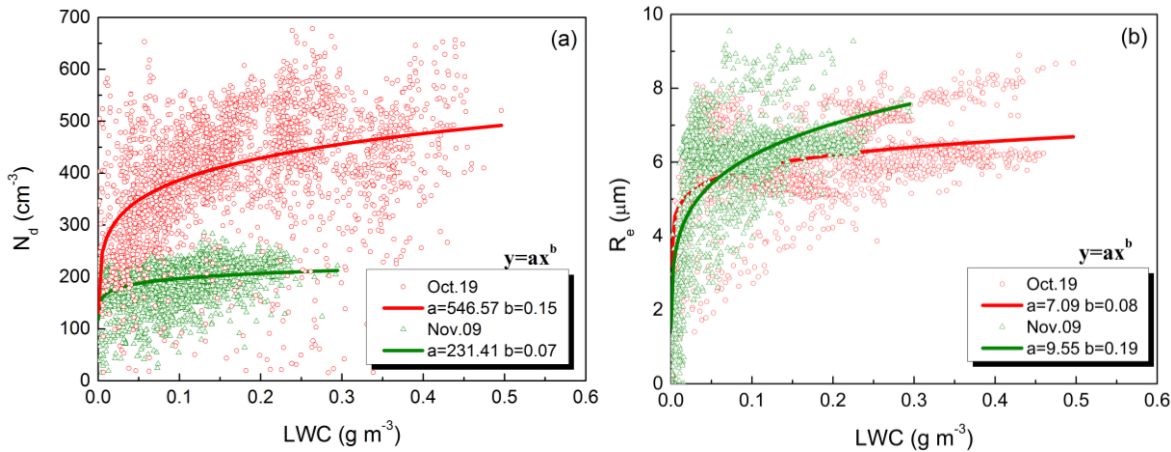 (a)
N_d (cm^-3)
700
600
500
400
300
200
100
0
0.0 0.1 0.2 0.3 0.4 0.5 0.6
LWC (g m^-3)
y=ax^b
Oct.19
a=546.57 b=0.15
Nov.09
a=231.41 b=0.07
(b)
R_e (μm)
10
8
6
4
2
0
0.0 0.1 0.2 0.3 0.4 0.5 0.6
LWC (g m^-3)
y=ax^b
Oct.19
a=7.09 b=0.08
Nov.09
a=9.55 b=0.19